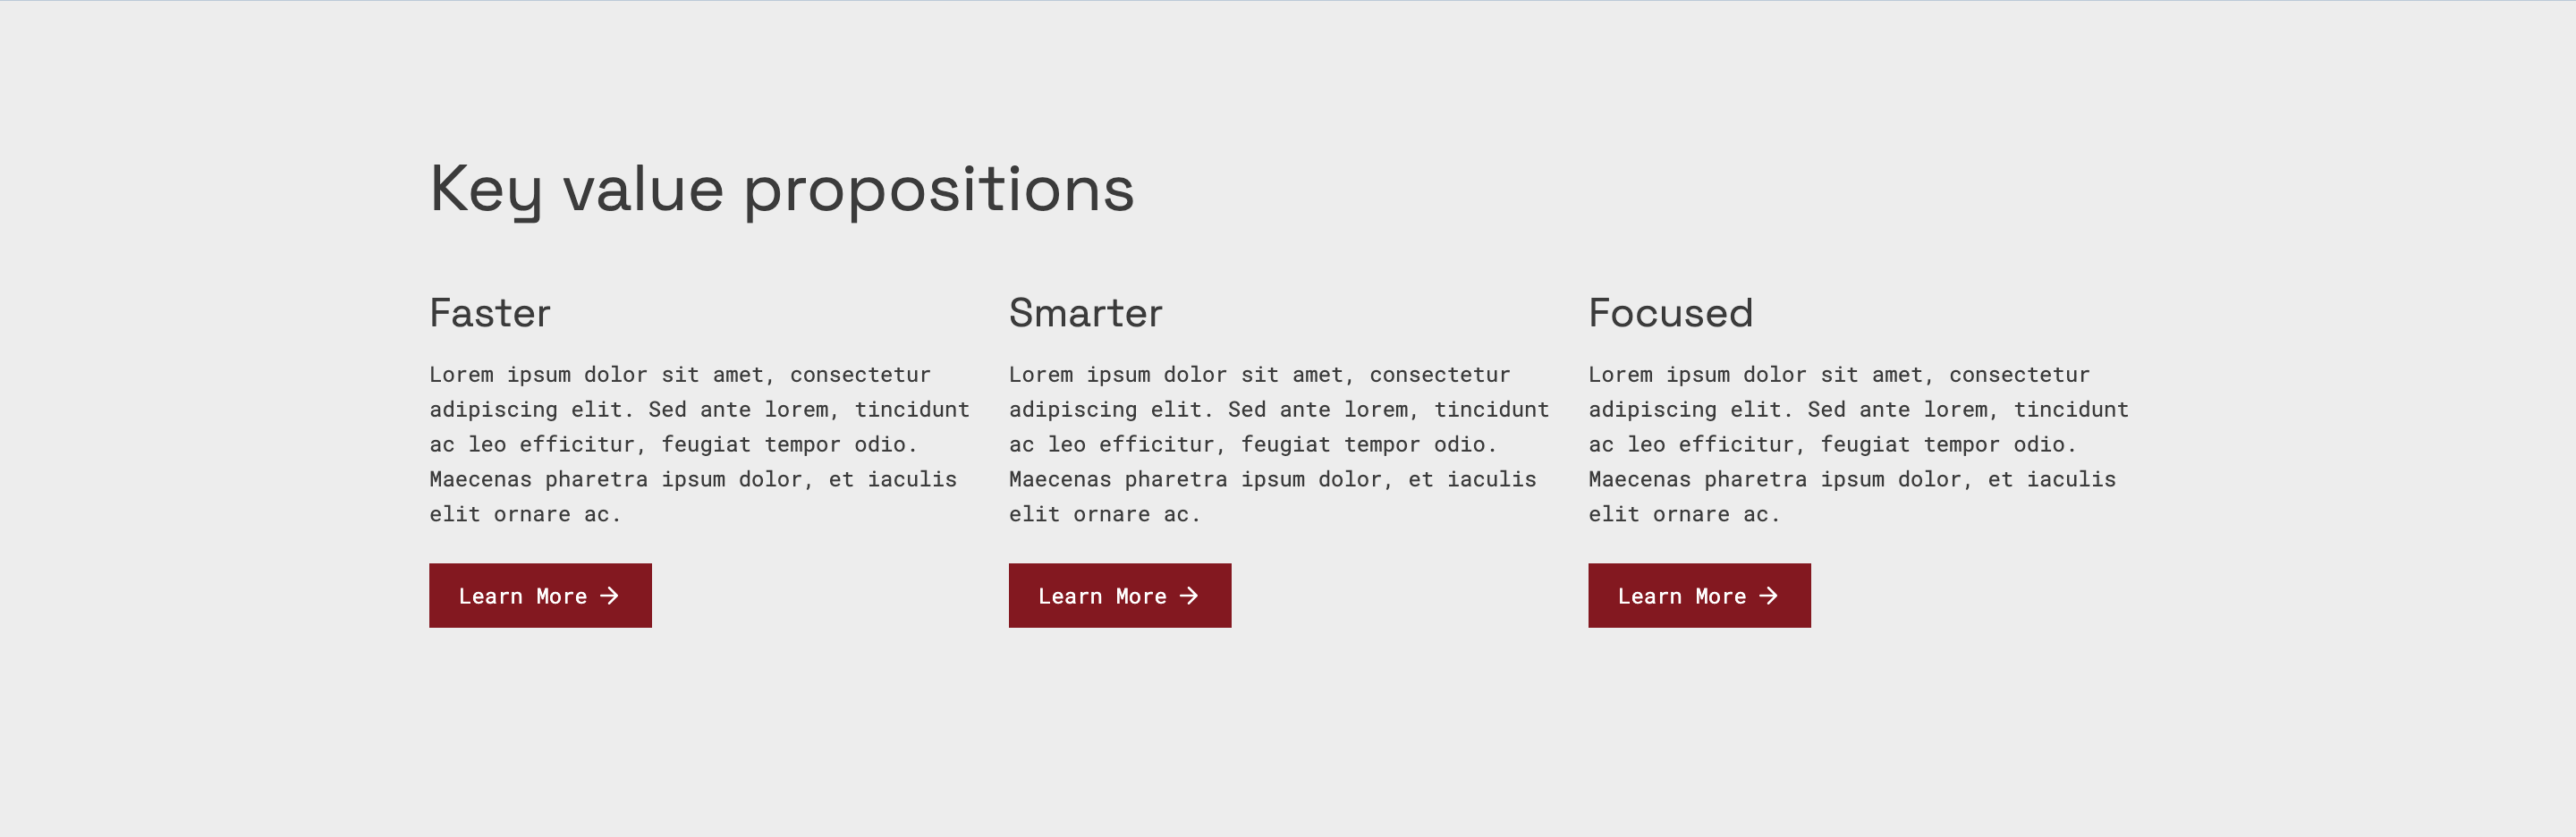 Key value propositions
Faster
Lorem ipsum dolor sit amet, consectetur
adipiscing elit. Sed ante lorem, tincidunt
ac leo efficitur, feugiat tempor odio.
Maecenas pharetra ipsum dolor, et iaculis
elit ornare ac.
Learn More →
Smarter
Lorem ipsum dolor sit amet, consectetur
adipiscing elit. Sed ante lorem, tincidunt
ac leo efficitur, feugiat tempor odio.
Maecenas pharetra ipsum dolor, et iaculis
elit ornare ac.
Learn More →
Focused
Lorem ipsum dolor sit amet, consectetur
adipiscing elit. Sed ante lorem, tincidunt
ac leo efficitur, feugiat tempor odio.
Maecenas pharetra ipsum dolor, et iaculis
elit ornare ac.
Learn More →